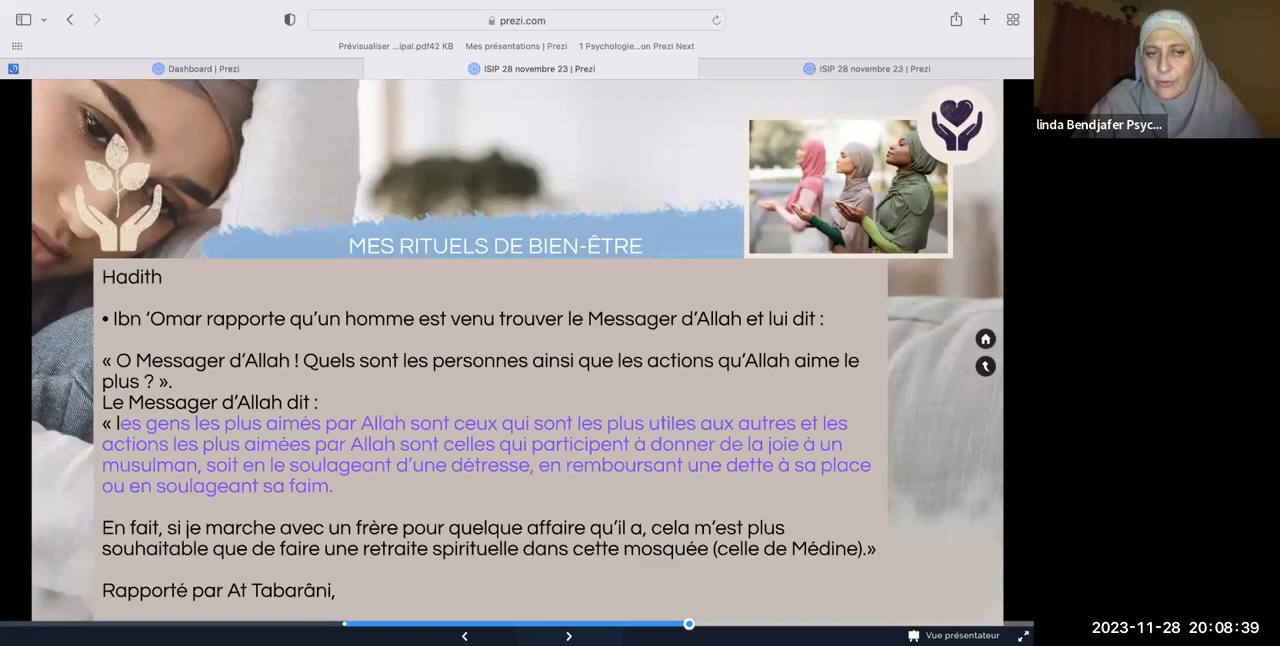 prezi.com
Prévisualiser ...ipal.pdf42 KB
Mes présentations | Prezi
1 Psychologie...on Prezi Next
Dashboard | Prezi
ISIP 28 novembre 23 | Prezi
ISIP 28 novembre 23 | Prezi
linda Bendjafer Psyc...
MES RITUELS DE BIEN-ÊTRE
Hadith
• Ibn ‘Omar rapporte qu’un homme est venu trouver le Messager d’Allah et lui dit :
« O Messager d’Allah ! Quels sont les personnes ainsi que les actions qu’Allah aime le
plus ? ».
Le Messager d’Allah dit :
« les gens les plus aimés par Allah sont ceux qui sont les plus utiles aux autres et les
actions les plus aimées par Allah sont celles qui participent à donner de la joie à un
musulman, soit en le soulageant d’une détresse, en remboursant une dette à sa place
ou en soulageant sa faim.
En fait, si je marche avec un frère pour quelque affaire qu’il a, cela m’est plus
souhaitable que de faire une retraite spirituelle dans cette mosquée (celle de Médine).»
Rapporté par At Tabarâni,
Vue présentateur
2023-11-28 20:08:39